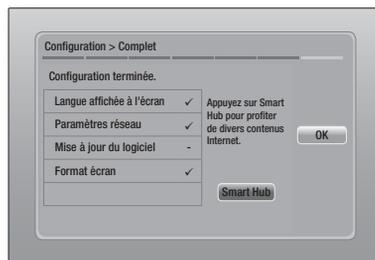 Configuration > Complet
Configuration terminée.
Langue affichée à l'écran ✓
Paramètres réseau ✓
Mise à jour du logiciel -
Format écran ✓
Appuyez sur Smart
Hub pour profiter
de divers contenus
Internet.
OK
Smart Hub